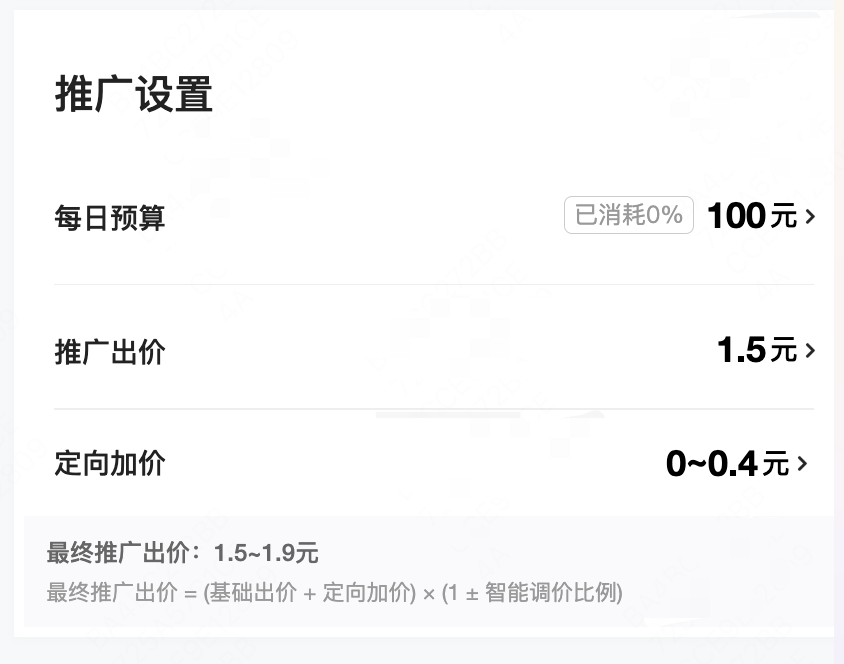 推广设置
每日预算 已消耗0% 100元 >
推广出价 1.5元 >
定向加价 0~0.4元 >
最终推广出价：1.5~1.9元
最终推广出价 = (基础出价 + 定向加价) × (1 ± 智能调价比例)